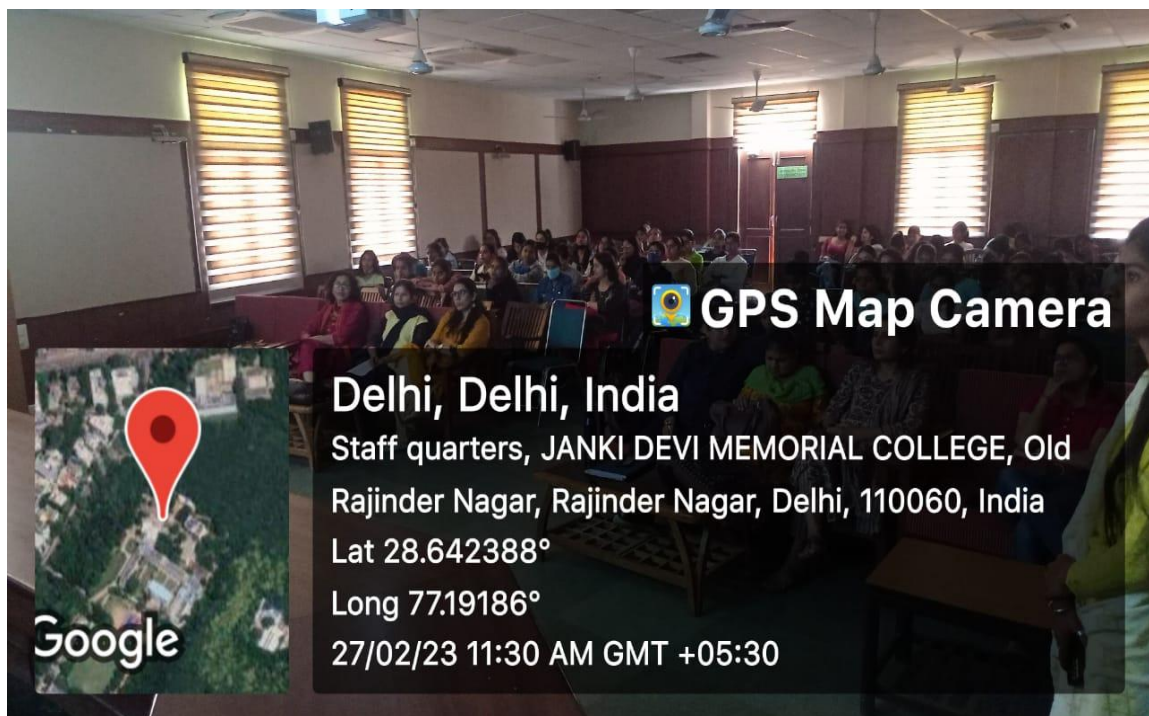 GPS Map Camera
Delhi, Delhi, India
Staff quarters, JANKI DEVI MEMORIAL COLLEGE, Old
Rajinder Nagar, Rajinder Nagar, Delhi, 110060, India
Lat 28.642388°
Long 77.19186°
27/02/23 11:30 AM GMT +05:30
Google